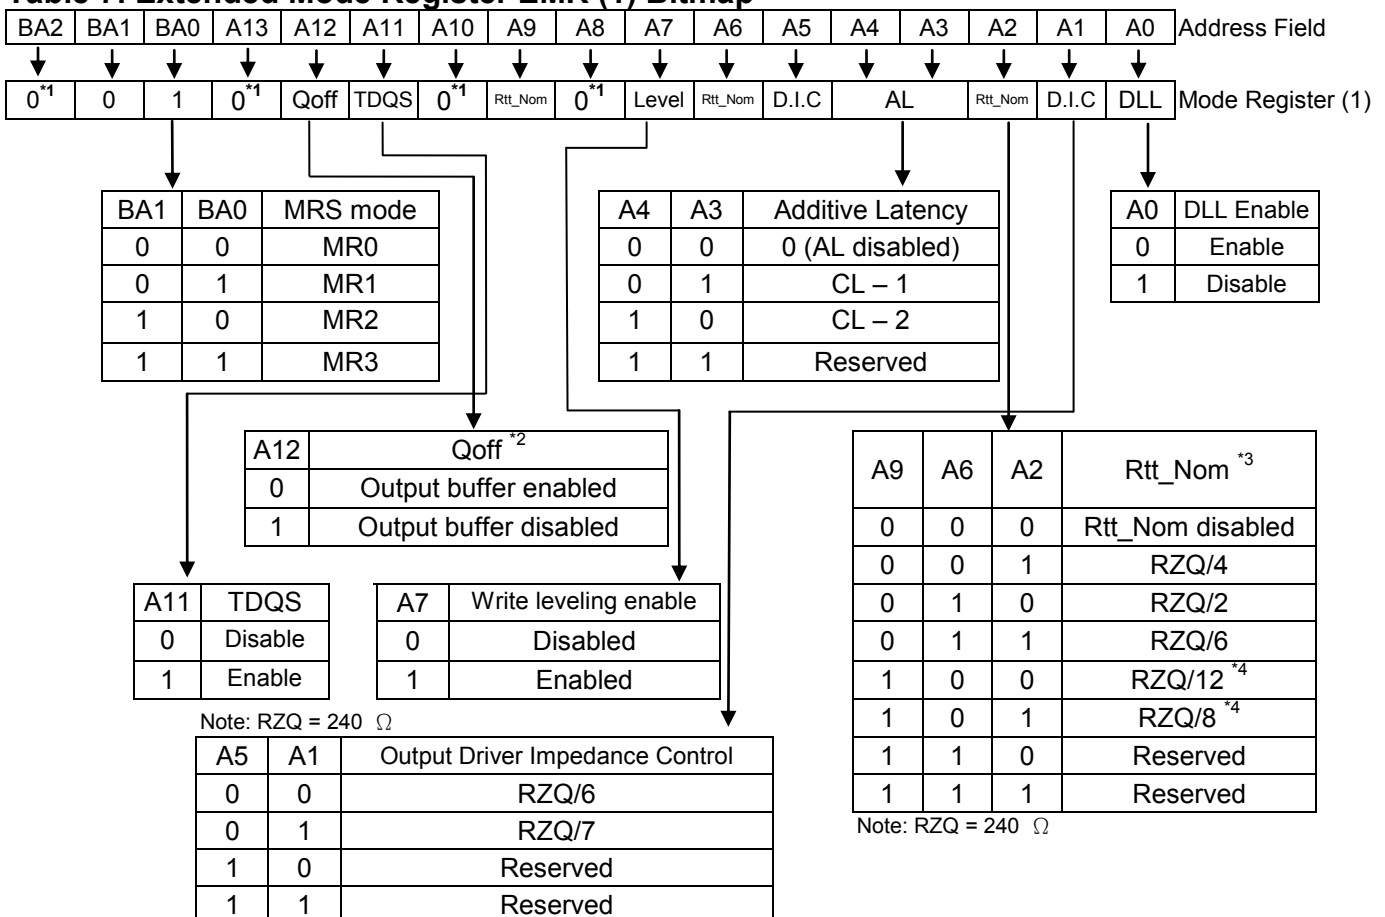 Table 7. Extended Mode Register EMR (1) Bitmap
BA2 BA1 BA0 A13 A12 A11 A10 A9 A8 A7 A6 A5 A4 A3 A2 A1 A0 Address Field
0*1 0 1 0*1 Qoff TDQS 0*1 Rtt_Nom 0*1 Level Rtt_Nom D.I.C AL Rtt_Nom D.I.C DLL Mode Register (1)
BA1 BA0 MRS mode
0 0 MR0
0 1 MR1
1 0 MR2
1 1 MR3
A4 A3 Additive Latency
0 0 0 (AL disabled)
0 1 CL – 1
1 0 CL – 2
1 1 Reserved
A0 DLL Enable
0 Enable
1 Disable
A12 Qoff *2
0 Output buffer enabled
1 Output buffer disabled
A9 A6 A2 Rtt_Nom *3
0 0 0 Rtt_Nom disabled
0 0 1 RZQ/4
0 1 0 RZQ/2
0 1 1 RZQ/6
1 0 0 RZQ/12 *4
1 0 1 RZQ/8 *4
1 1 0 Reserved
1 1 1 Reserved
Note: RZQ = 240 Ω
A11 TDQS
0 Disable
1 Enable
A7 Write leveling enable
0 Disabled
1 Enabled
Note: RZQ = 240 Ω
A5 A1 Output Driver Impedance Control
0 0 RZQ/6
0 1 RZQ/7
1 0 Reserved
1 1 Reserved